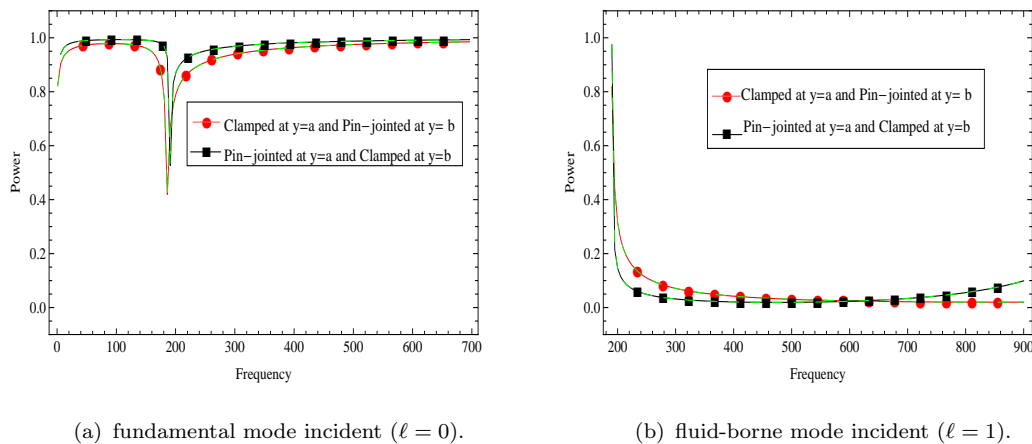 1.0
0.8
0.6
0.4
0.2
0.0
Power
Clamped at y=a and Pin-jointed at y= b
Pin-jointed at y=a and Clamped at y=b
0 100 200 300 400 500 600 700
Frequency
(a) fundamental mode incident (ℓ = 0).
1.0
0.8
0.6
0.4
0.2
0.0
Power
Clamped at y=a and Pin-jointed at y= b
Pin-jointed at y=a and Clamped at y=b
200 300 400 500 600 700 800 900
Frequency
(b) fluid-borne mode incident (ℓ = 1).